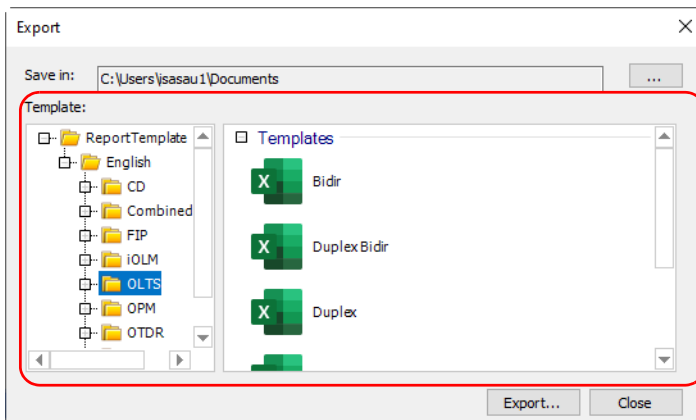 Export
Save in: C:\Users\isasau1\Documents ...
Template:
ReportTemplate
English
CD
Combined
FIP
iOLM
OLTS
OPM
OTDR
Templates
Bidir
Duplex Bidir
Duplex
Export... Close